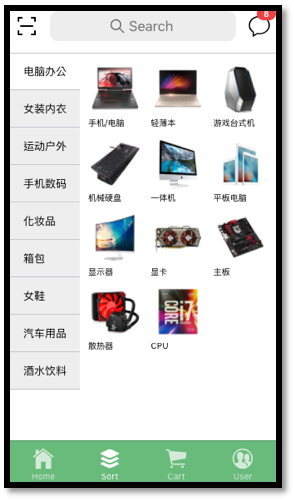 8
Search
电脑办公
女装内衣
运动户外
手机数码
化妆品
箱包
女鞋
汽车用品
酒水饮料
手机/电脑 轻薄本 游戏台式机
机械硬盘 一体机 平板电脑
显示器 显卡 主板
CORE i7
散热器 CPU
Home Sort Cart User